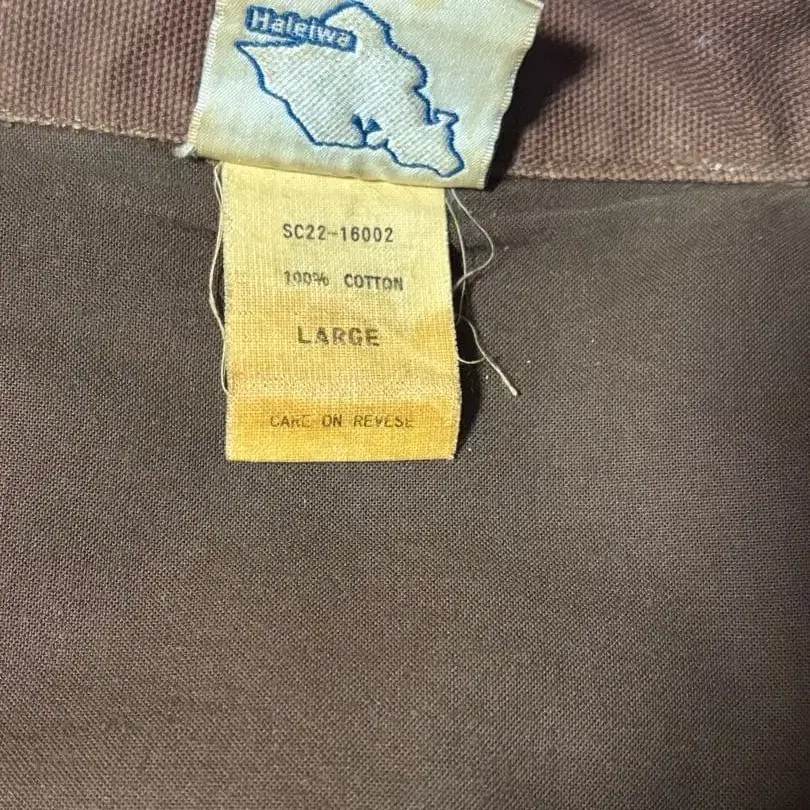 Haleiwa
SC22-16002
100% COTTON
LARGE
CARE ON REVESE